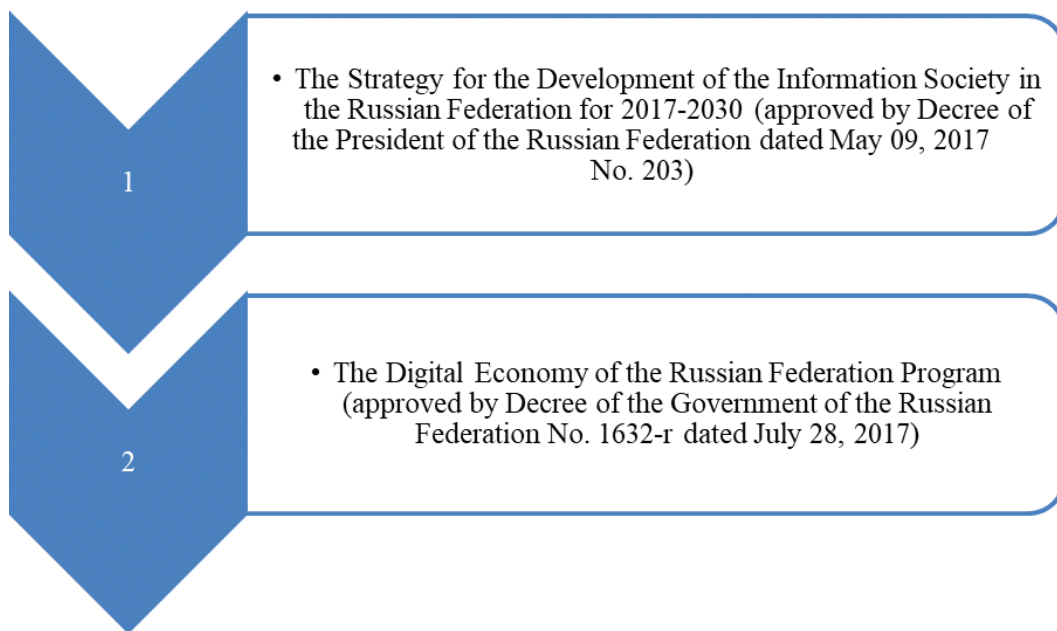 1
• The Strategy for the Development of the Information Society in
the Russian Federation for 2017-2030 (approved by Decree of
the President of the Russian Federation dated May 09, 2017
No. 203)
2
• The Digital Economy of the Russian Federation Program
(approved by Decree of the Government of the Russian
Federation No. 1632-r dated July 28, 2017)